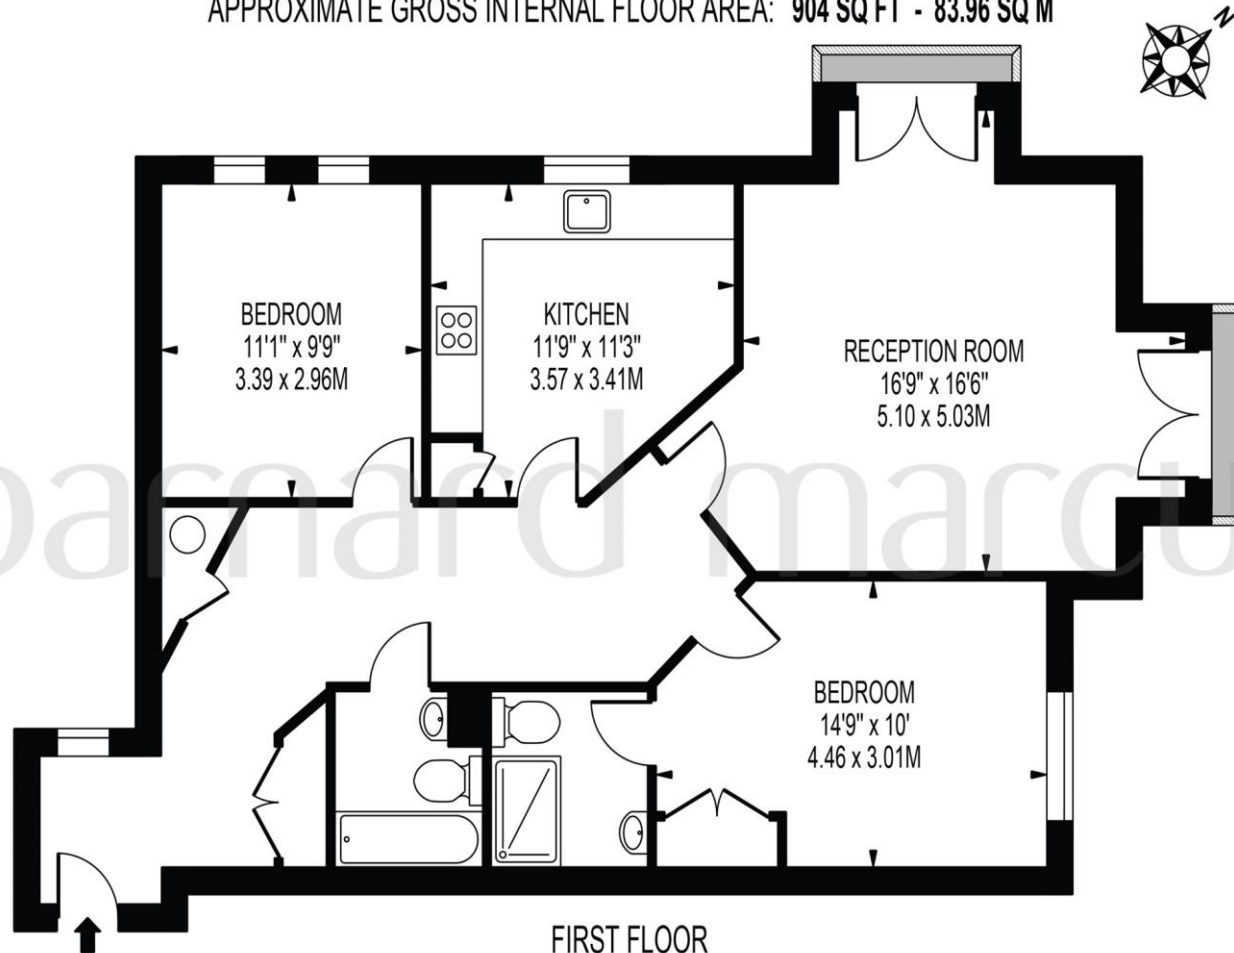 APPROXIMATE GROSS INTERNAL FLOOR AREA: 904 SQ FT - 83.96 SQ M
N
BEDROOM
11'1" x 9'9"
3.39 x 2.96M
KITCHEN
11'9" x 11'3"
3.57 x 3.41M
RECEPTION ROOM
16'9" x 16'6"
5.10 x 5.03M
barnard marcu
BEDROOM
14'9" x 10'
4.46 x 3.01M
FIRST FLOOR